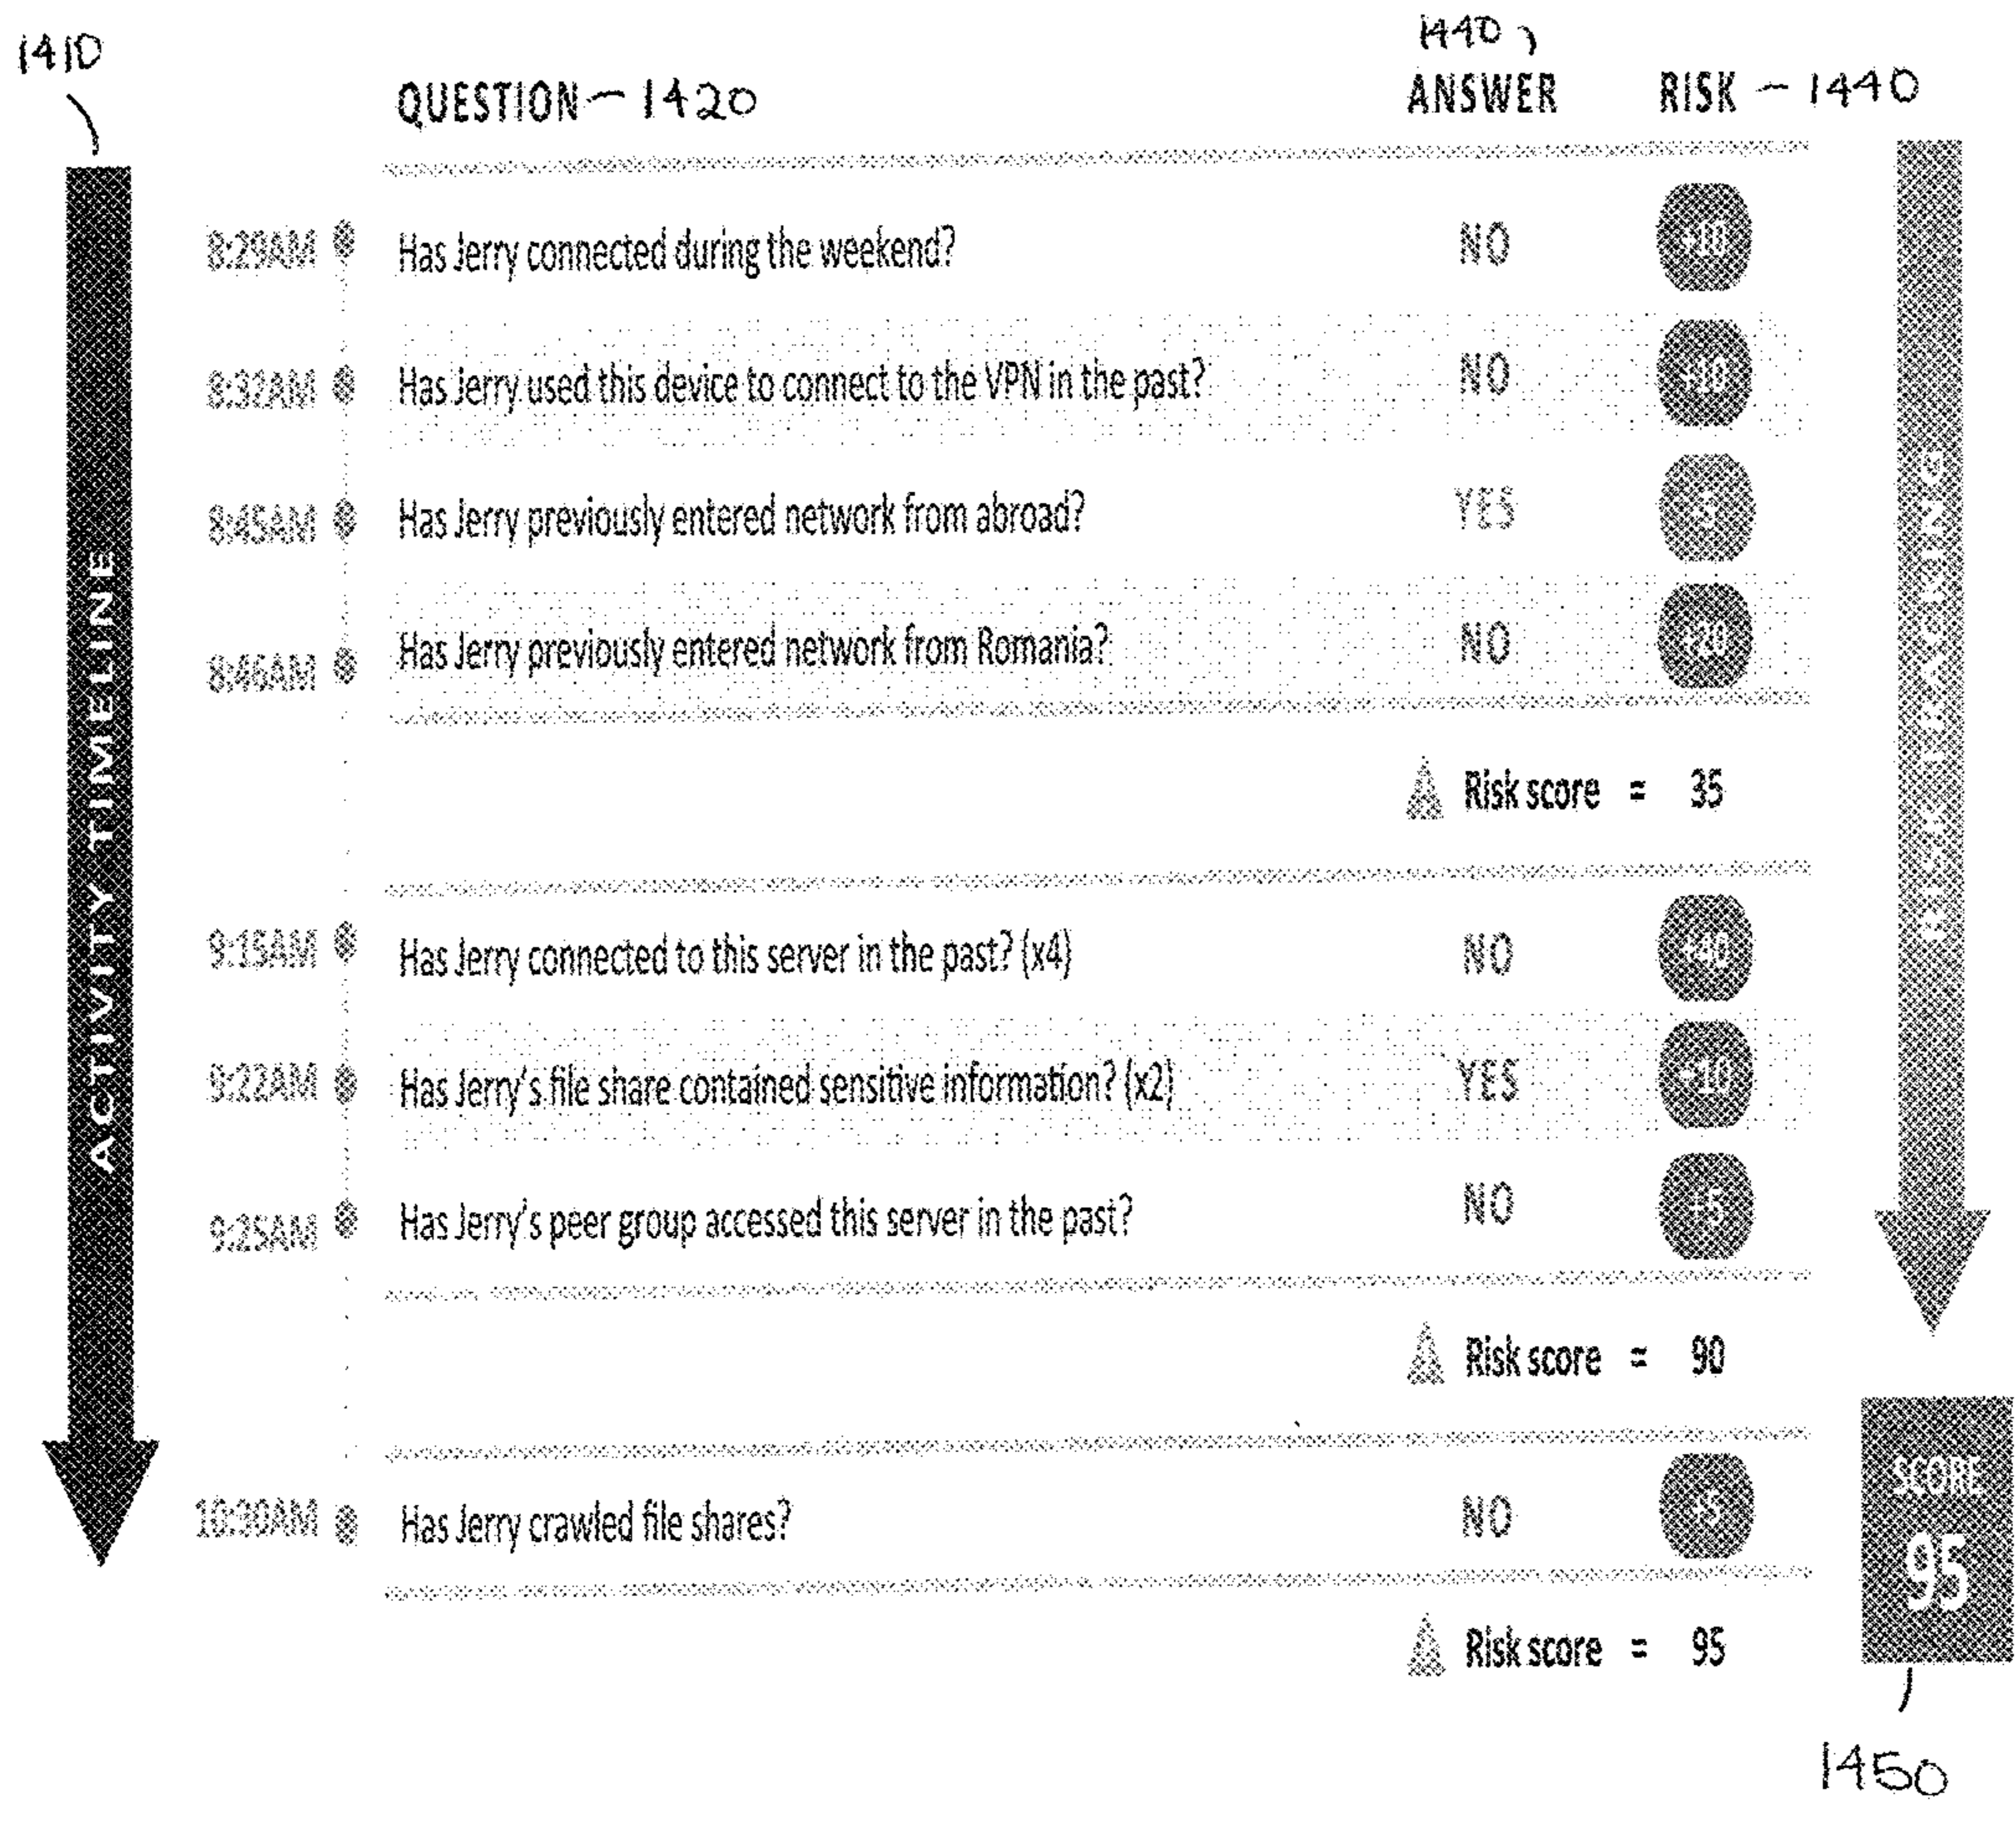 1410
1440
QUESTION - 1420 ANSWER RISK - 1440
8:29AM Has Jerry connected during the weekend? NO +10
8:32AM Has Jerry used this device to connect to the VPN in the past? NO +10
8:45AM Has Jerry previously entered network from abroad? YES
8:46AM Has Jerry previously entered network from Romania? NO +20
Risk score = 35
9:15AM Has Jerry connected to this server in the past? (x4) NO +40
9:22AM Has Jerry's file share contained sensitive information? (x2) YES +10
9:25AM Has Jerry's peer group accessed this server in the past? NO +5
Risk score = 90
10:30AM Has Jerry crawled file shares? NO +5
Risk score = 95
ACTIVITY TIMELINE
RISK TRACKING
SCORE
95
1450